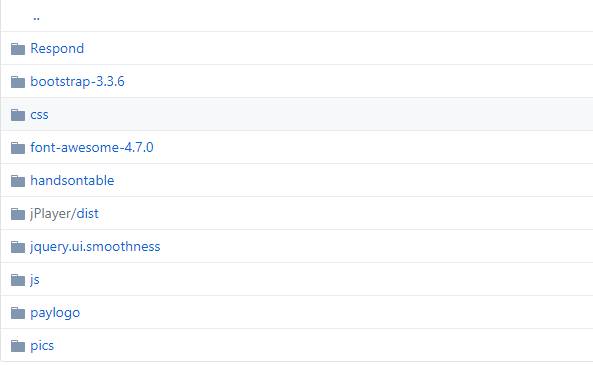 ..
Respond
bootstrap-3.3.6
css
font-awesome-4.7.0
handsontable
jPlayer/dist
jquery.ui.smoothness
js
paylogo
pics